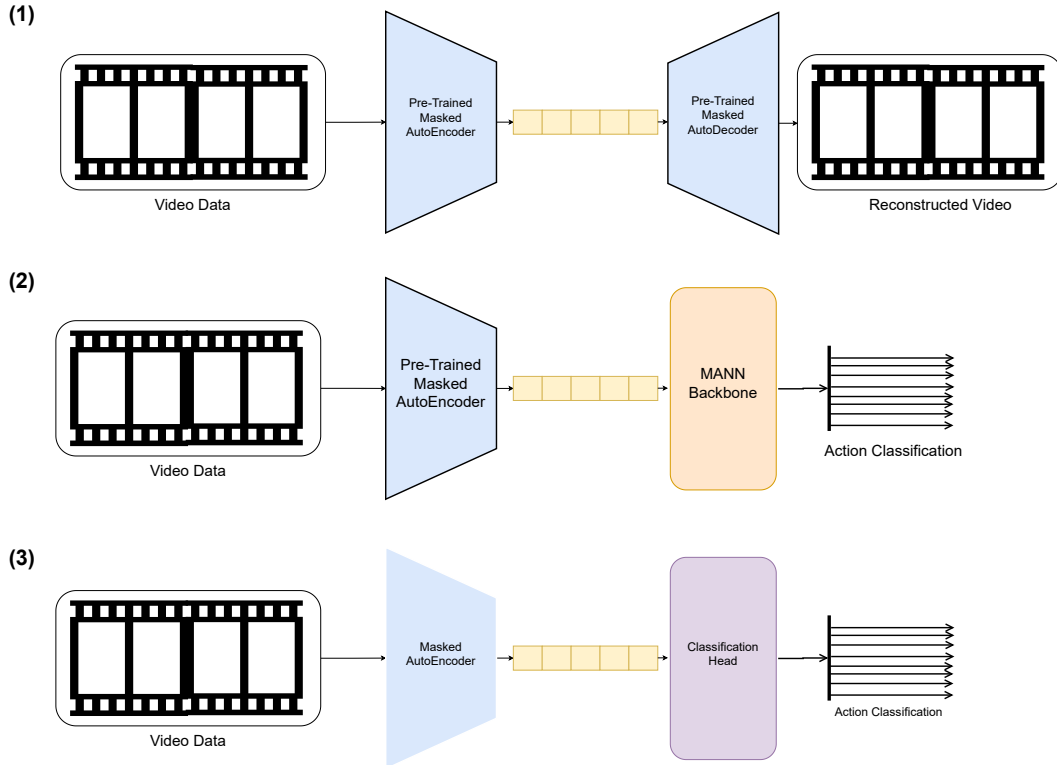 (1)
Pre-Trained
Masked
AutoEncoder
Pre-Trained
Masked
AutoDecoder
Video Data
Reconstructed Video
(2)
Pre-Trained
Masked
AutoEncoder
MANN
Backbone
Video Data
Action Classification
(3)
Masked
AutoEncoder
Classification
Head
Video Data
Action Classification